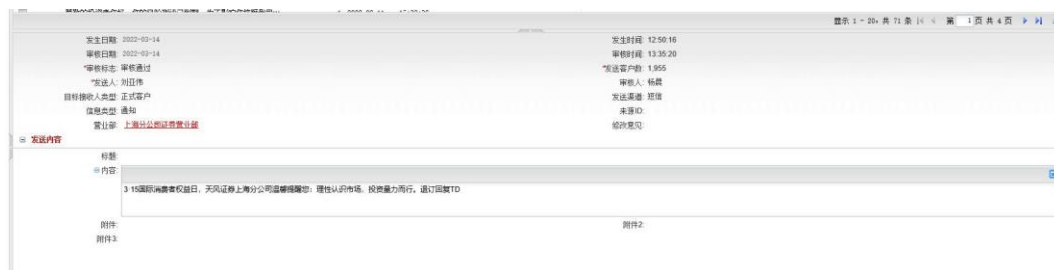 显示 1 - 20，共 71 条 第 1 页 共 4 页
发生日期: 2022-03-14 发生时间: 12:50:16
审核日期: 2022-03-14 审核时间: 13:35:20
*审核标志: 审核通过 *发送客户数: 1,955
*发送人: 刘亚伟 审核人: 杨晨
目标接收人类型: 正式客户 发送渠道: 短信
信息类型: 通知 来源ID:
营业部: 上海分公司证券营业部 修改意见:
发送内容
标题:
内容:
3·15国际消费者权益日，天风证券上海分公司温馨提醒您：理性认识市场，投资量力而行。退订回复TD
附件: 附件2:
附件3: